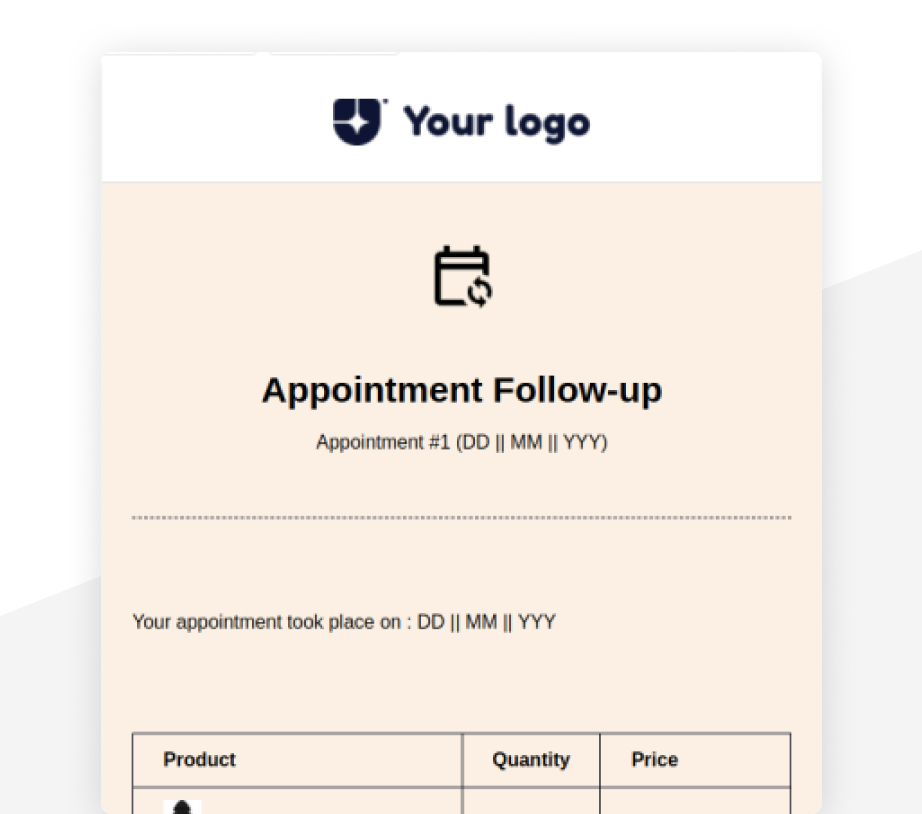 Your logo
Appointment Follow-up
Appointment #1 (DD || MM || YYY)
Your appointment took place on : DD || MM || YYY
Product Quantity Price